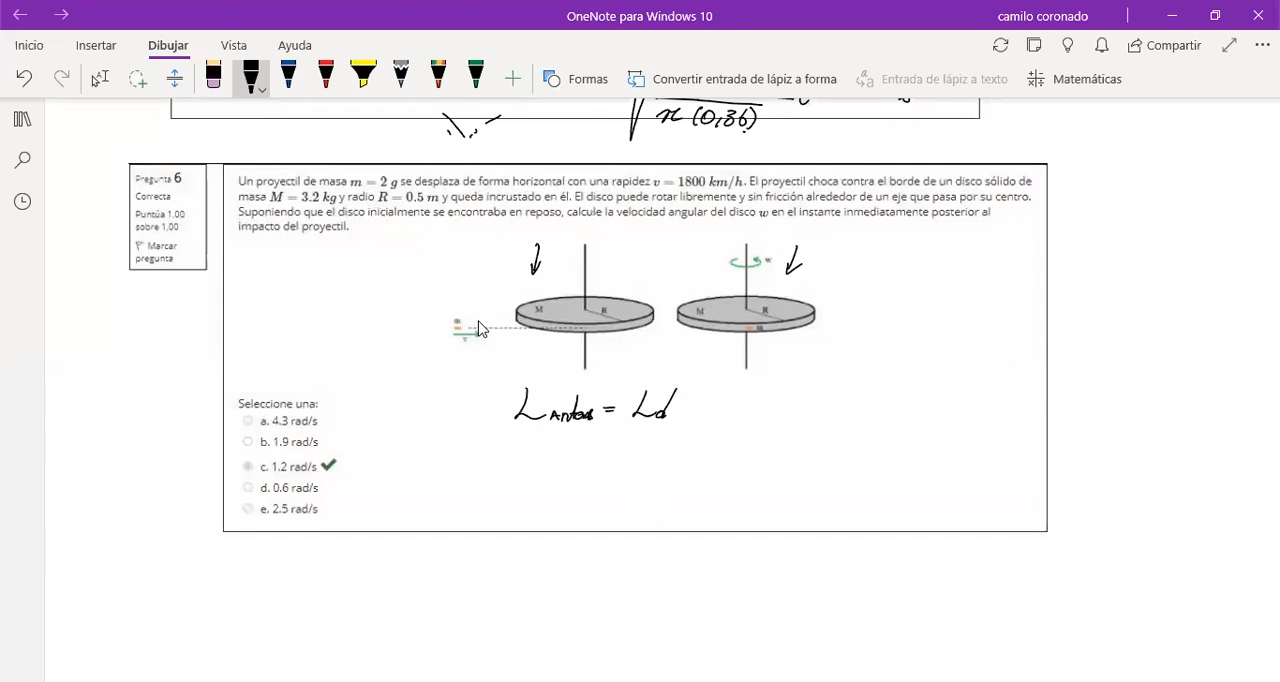 OneNote para Windows 10
camilo coronado
Inicio Insertar Dibujar Vista Ayuda
Compartir
Formas
Convertir entrada de lápiz a forma
Entrada de lápiz a texto
Matemáticas
x (0,36)
Pregunta 6
Correcta
Puntúa 1.00
sobre 1,00
Marcar
pregunta
Un proyectil de masa m = 2 g se desplaza de forma horizontal con una rapidez v = 1800 km/h. El proyectil choca contra el borde de un disco sólido de
masa M = 3.2 kg y radio R = 0.5 m y queda incrustado en él. El disco puede rotar libremente y sin fricción alrededor de un eje que pasa por su centro.
Suponiendo que el disco inicialmente se encontraba en reposo, calcule la velocidad angular del disco w en el instante inmediatamente posterior al
impacto del proyectil.
w
M R
M R
m
v
m
L Antes = Ld
Seleccione una:
a. 4.3 rad/s
b. 1.9 rad/s
c. 1.2 rad/s
d. 0.6 rad/s
e. 2.5 rad/s